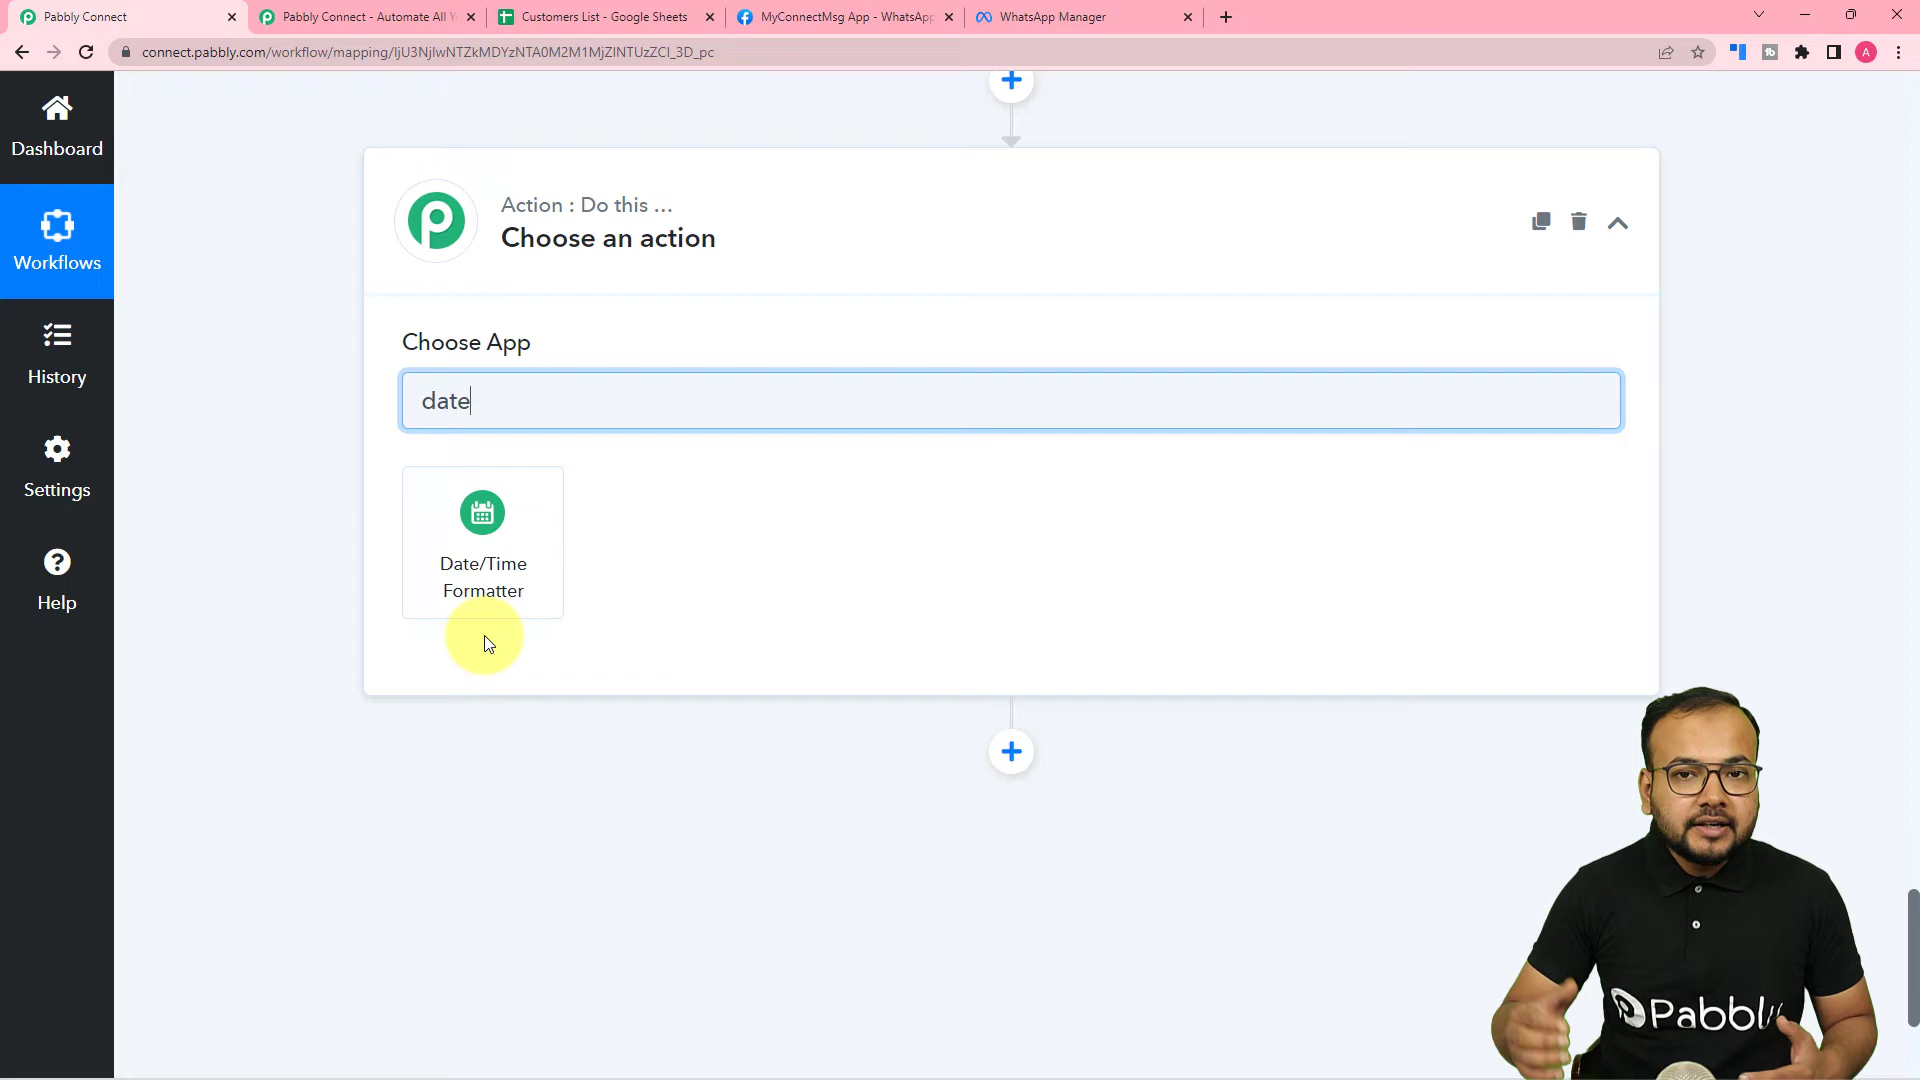 Pabbly Connect
Pabbly Connect - Automate All Y
Customers List - Google Sheets
MyConnectMsg App - WhatsApp
WhatsApp Manager
connect.pabbly.com/workflow/mapping/IjU3NjIwNTZkMDYzNTA0M2M1MjZlNTUzZCI_3D_pc
A
Dashboard
Workflows
History
Settings
Help
Action : Do this ...
Choose an action
Choose App
date
Date/Time
Formatter
Pabbly